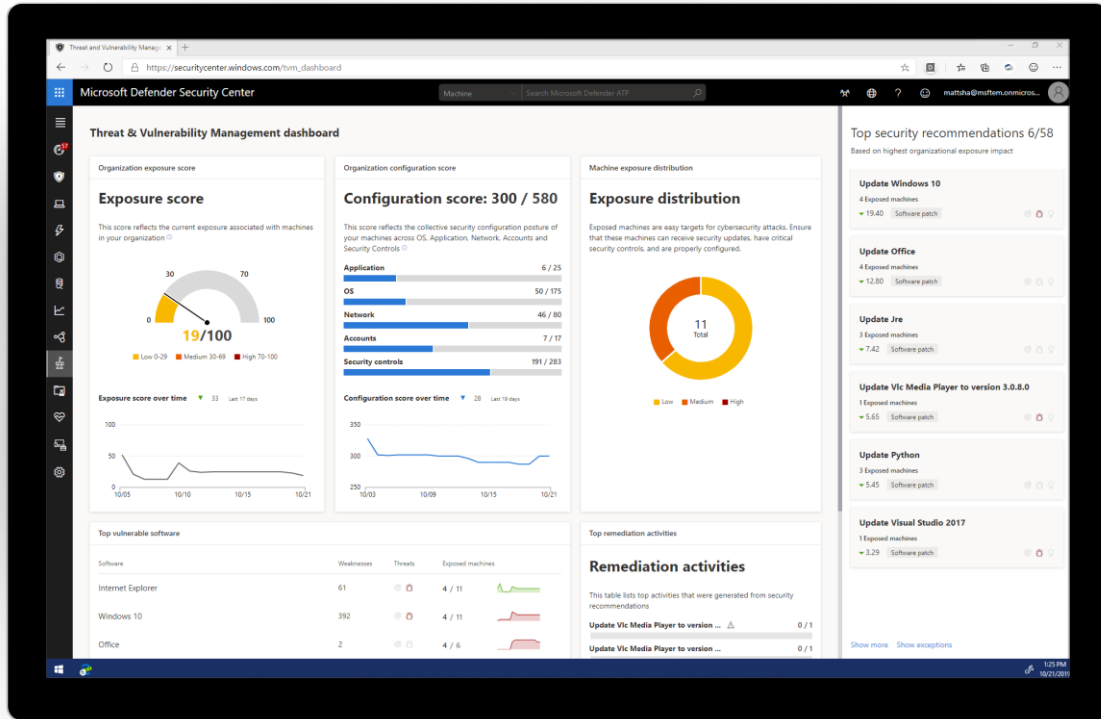 Threat and Vulnerability Manage
https://securitycenter.windows.com/tvm_dashboard
Microsoft Defender Security Center
Machine
Search Microsoft Defender ATP
?
mattsha@msftem.onmicros...
57
Threat & Vulnerability Management dashboard
Organization exposure score
Exposure score
This score reflects the current exposure associated with machines
in your organization
30
70
0
100
19/100
Low 0-29
Medium 30-69
High 70-100
Exposure score over time
33
Last 17 days
100
50
0
10/05
10/10
10/15
10/21
Organization configuration score
Configuration score: 300 / 580
This score reflects the collective security configuration posture of
your machines across OS, Application, Network, Accounts and
Security Controls
Application 6 / 25
OS 50 / 175
Network 46 / 80
Accounts 7 / 17
Security controls 191 / 283
Configuration score over time
28
Last 19 days
350
300
250
10/03
10/09
10/15
10/21
Machine exposure distribution
Exposure distribution
Exposed machines are easy targets for cybersecurity attacks. Ensure
that these machines can receive security updates, have critical
security controls, and are properly configured.
11
Total
Low
Medium
High
Top vulnerable software
Software Weaknesses Threats Exposed machines
Internet Explorer 61 4 / 11
Windows 10 392 4 / 11
Office 2 4 / 6
Top remediation activities
Remediation activities
This table lists top activities that were generated from security
recommendations
Update Vlc Media Player to version ... 0 / 1
Update Vlc Media Player to version ... 0 / 1
Top security recommendations 6/58
Based on highest organizational exposure impact
Update Windows 10
4 Exposed machines
19.40 Software patch
Update Office
4 Exposed machines
12.80 Software patch
Update Jre
3 Exposed machines
7.42 Software patch
Update Vlc Media Player to version 3.0.8.0
1 Exposed machines
5.65 Software patch
Update Python
3 Exposed machines
5.45 Software patch
Update Visual Studio 2017
1 Exposed machines
3.29 Software patch
Show more
Show exceptions
1:25 PM
10/21/2019